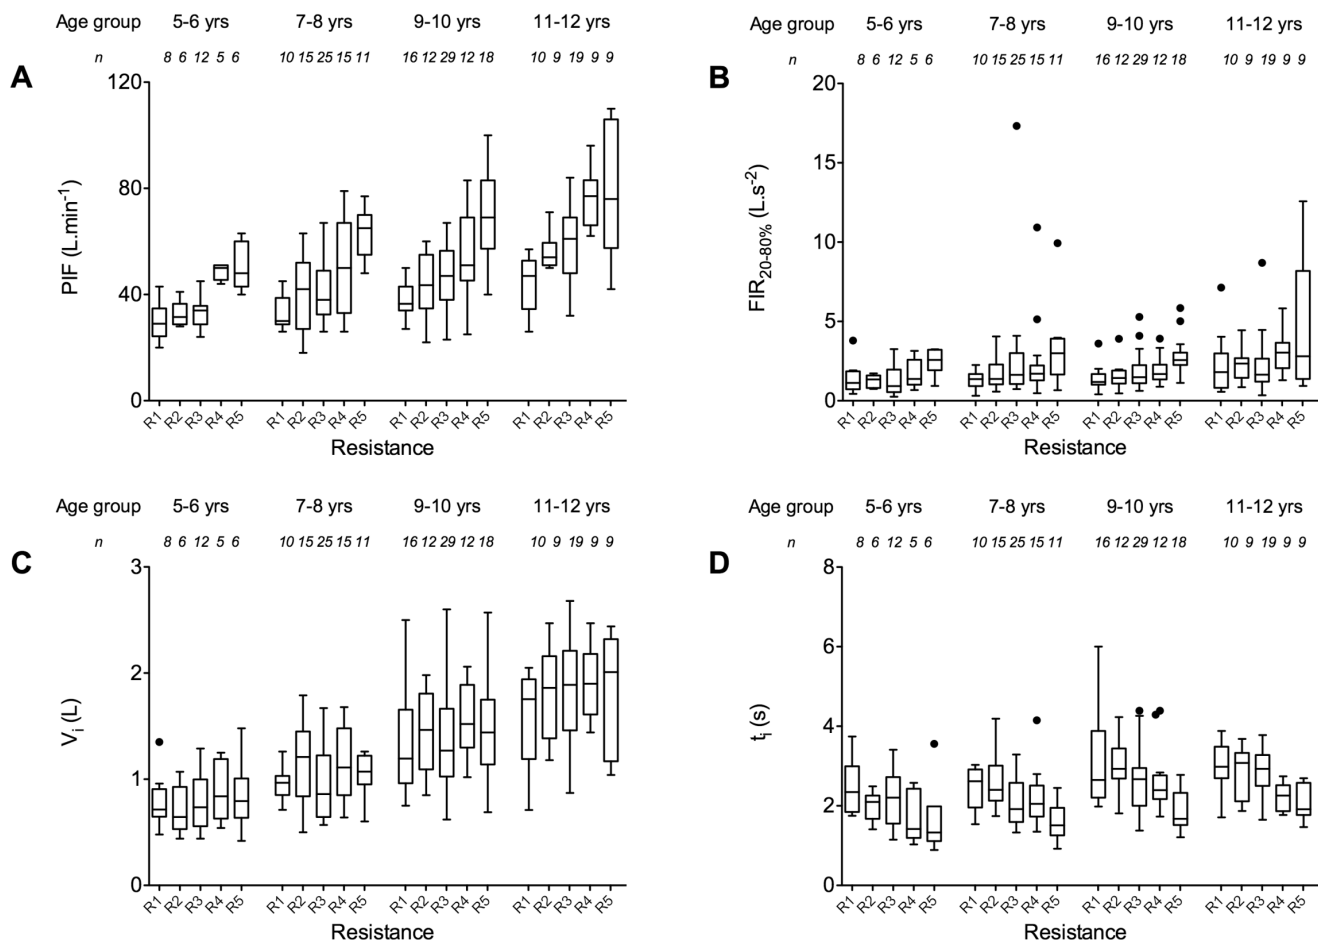 Age group 5-6 yrs 7-8 yrs 9-10 yrs 11-12 yrs
n 8 6 12 5 6 10 15 25 15 11 16 12 29 12 18 10 9 19 9 9
A
120
80
40
0
PIF (L.min-1)
R1 R2 R3 R4 R5 R1 R2 R3 R4 R5 R1 R2 R3 R4 R5 R1 R2 R3 R4 R5
Resistance
Age group 5-6 yrs 7-8 yrs 9-10 yrs 11-12 yrs
n 8 6 12 5 6 10 15 25 15 11 16 12 29 12 18 10 9 19 9 9
B
20
15
10
5
0
FIR20-80% (L.s-2)
R1 R2 R3 R4 R5 R1 R2 R3 R4 R5 R1 R2 R3 R4 R5 R1 R2 R3 R4 R5
Resistance
Age group 5-6 yrs 7-8 yrs 9-10 yrs 11-12 yrs
n 8 6 12 5 6 10 15 25 15 11 16 12 29 12 18 10 9 19 9 9
C
3
2
1
0
Vi (L)
R1 R2 R3 R4 R5 R1 R2 R3 R4 R5 R1 R2 R3 R4 R5 R1 R2 R3 R4 R5
Resistance
Age group 5-6 yrs 7-8 yrs 9-10 yrs 11-12 yrs
n 8 6 12 5 6 10 15 25 15 11 16 12 29 12 18 10 9 19 9 9
D
8
6
4
2
0
ti (s)
R1 R2 R3 R4 R5 R1 R2 R3 R4 R5 R1 R2 R3 R4 R5 R1 R2 R3 R4 R5
Resistance